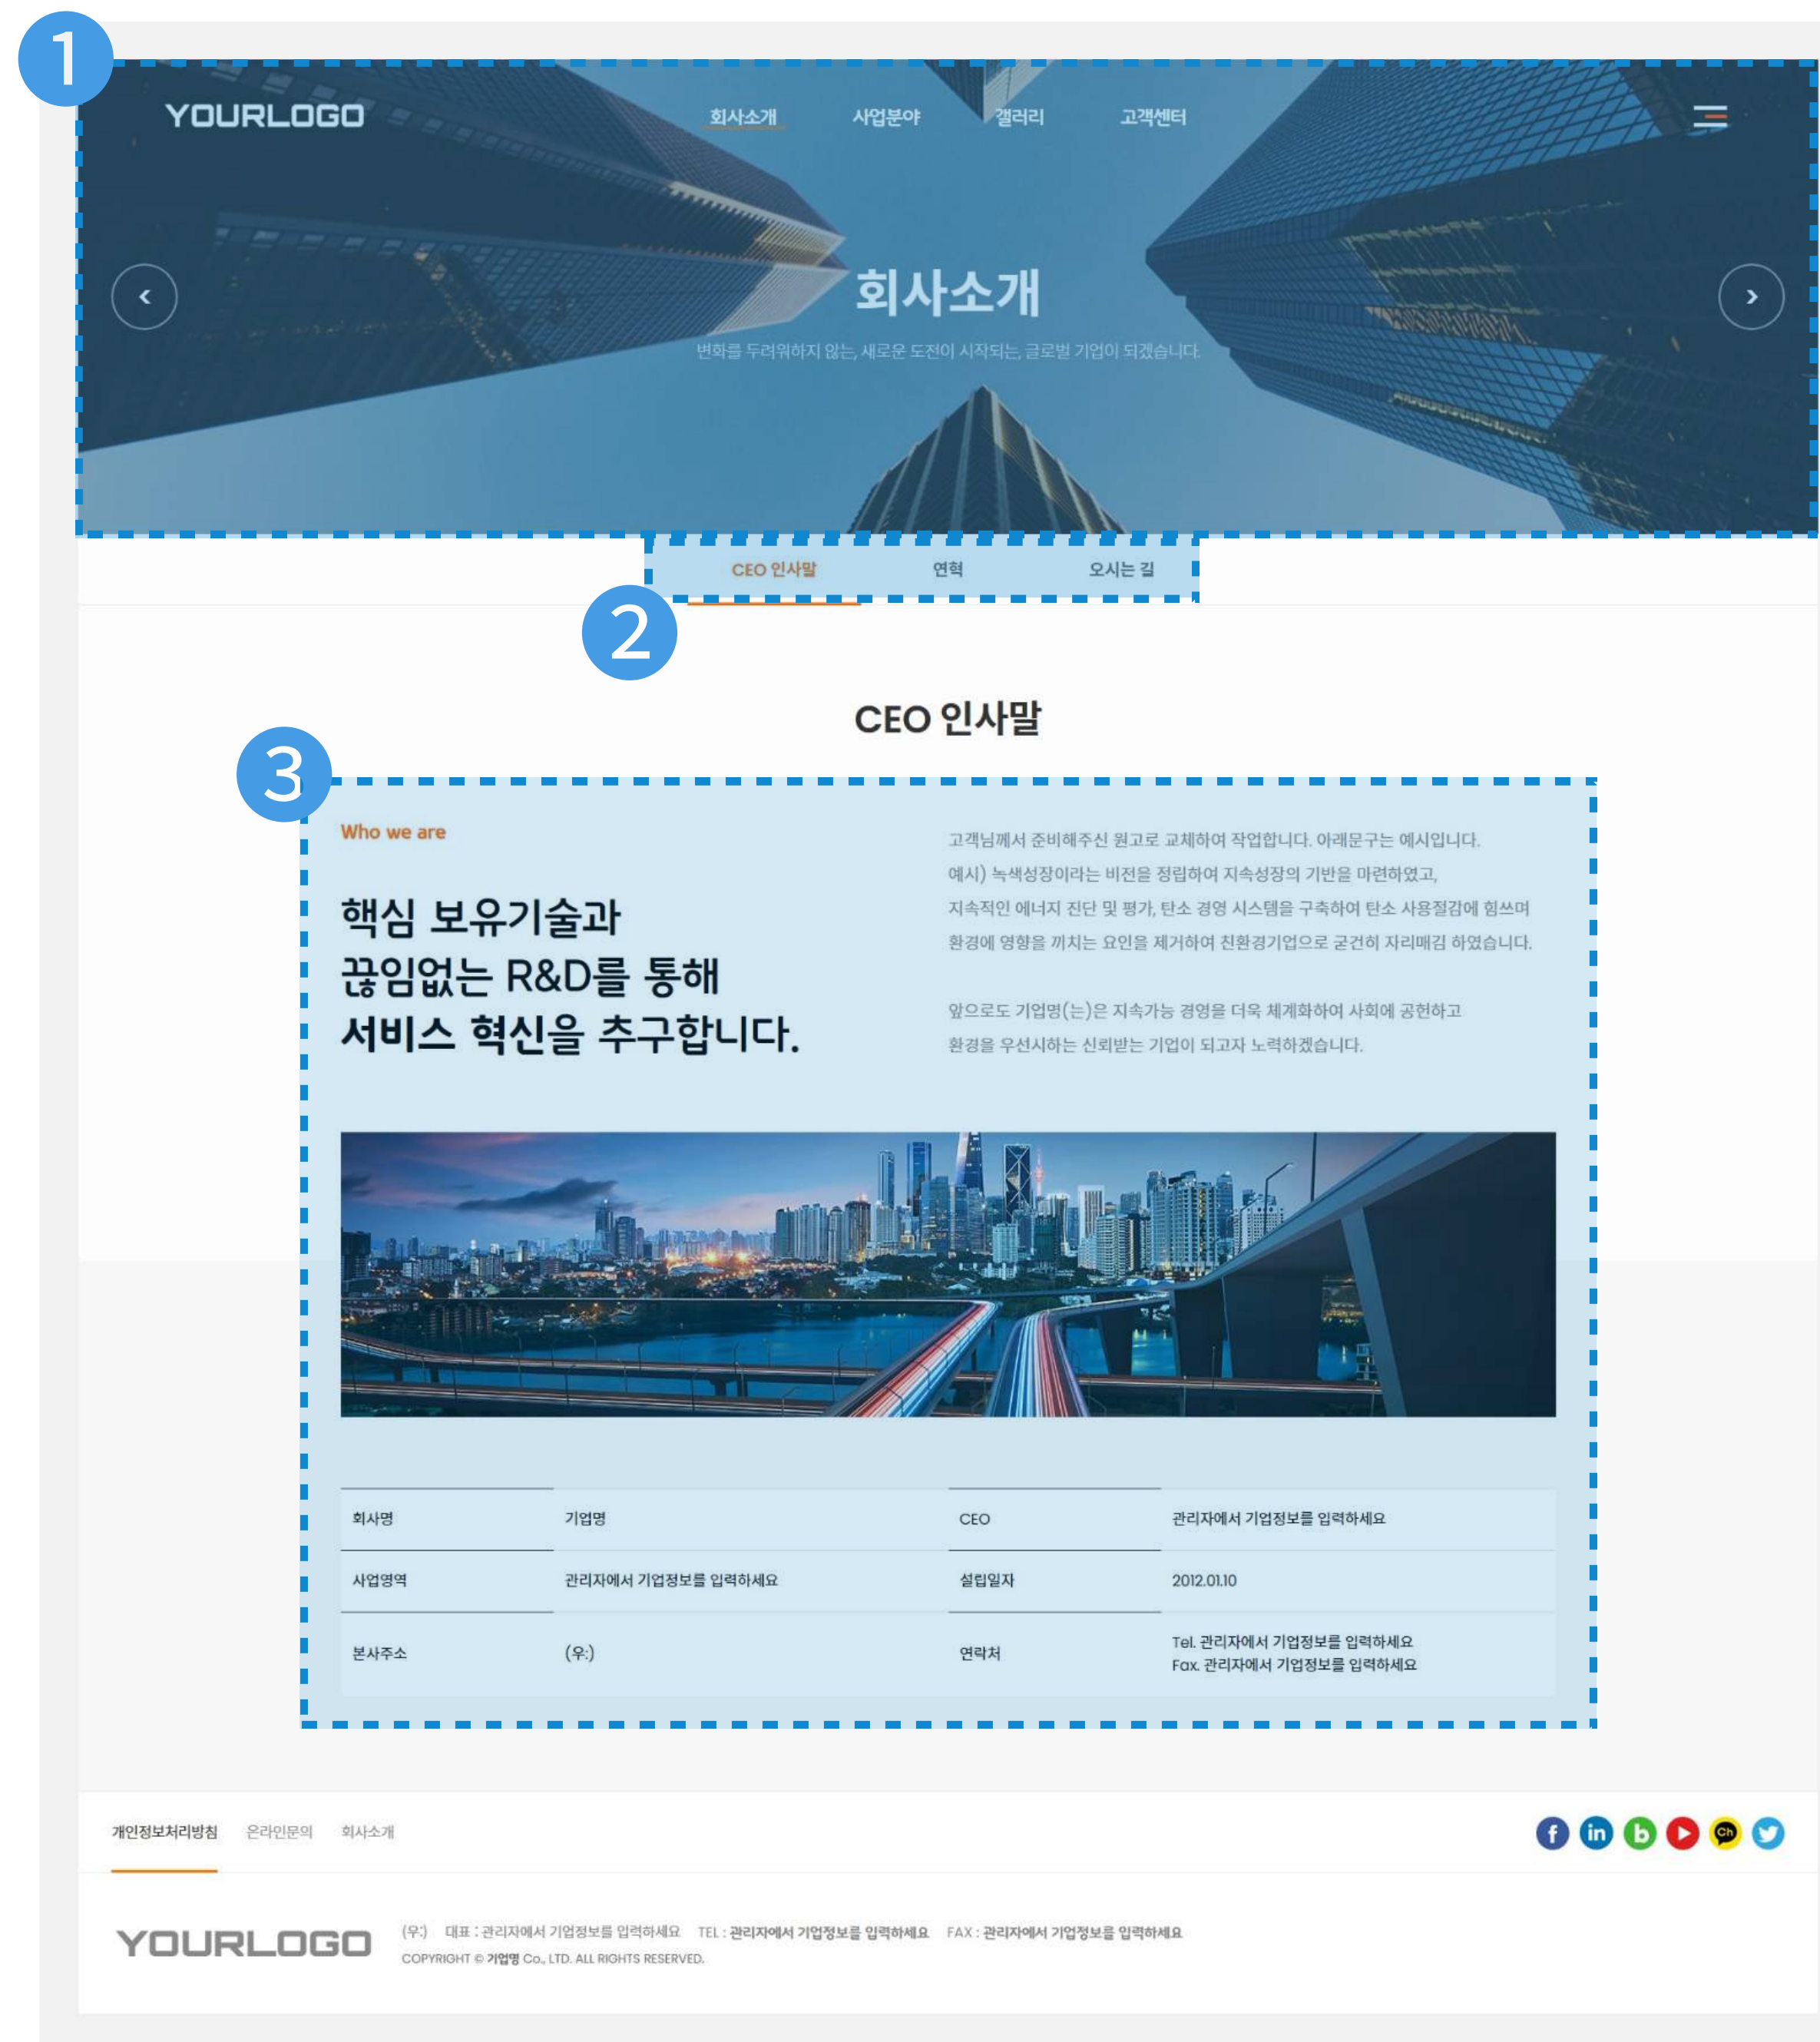 1
YOURLOGO
회사소개 사업분야 갤러리 고객센터
회사소개
변화를 두려워하지 않는, 새로운 도전이 시작되는, 글로벌 기업이 되겠습니다.
CEO 인사말 연혁 오시는 길
2
CEO 인사말
3
Who we are
핵심 보유기술과
끊임없는 R&D를 통해
서비스 혁신을 추구합니다.
고객님께서 준비해주신 원고로 교체하여 작업합니다. 아래문구는 예시입니다.
예시) 녹색성장이라는 비전을 정립하여 지속성장의 기반을 마련하였고,
지속적인 에너지 진단 및 평가, 탄소 경영 시스템을 구축하여 탄소 사용절감에 힘쓰며
환경에 영향을 끼치는 요인을 제거하여 친환경기업으로 굳건히 자리매김 하였습니다.
앞으로도 기업명(는)은 지속가능 경영을 더욱 체계화하여 사회에 공헌하고
환경을 우선시하는 신뢰받는 기업이 되고자 노력하겠습니다.
회사명 기업명 CEO 관리자에서 기업정보를 입력하세요
사업영역 관리자에서 기업정보를 입력하세요 설립일자 2012.01.10
본사주소 (우:) 연락처 Tel. 관리자에서 기업정보를 입력하세요
Fax. 관리자에서 기업정보를 입력하세요
개인정보처리방침 온라인문의 회사소개
f in b Ch
YOURLOGO
(우:) 대표 : 관리자에서 기업정보를 입력하세요 TEL : 관리자에서 기업정보를 입력하세요 FAX : 관리자에서 기업정보를 입력하세요
COPYRIGHT © 기업명 Co., LTD. ALL RIGHTS RESERVED.